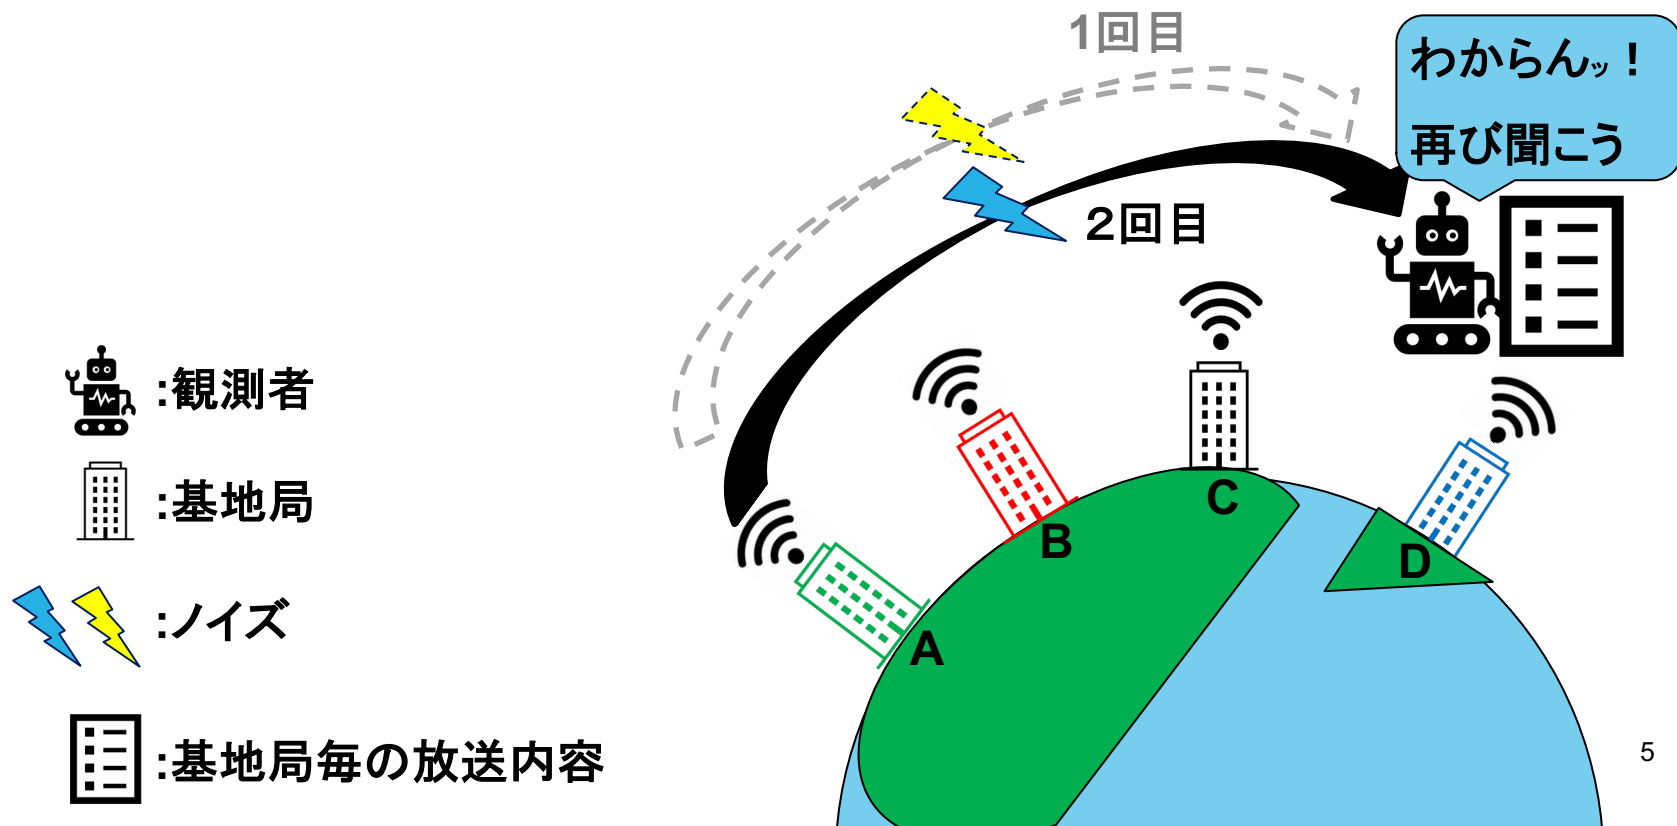 1回目
わからんッ！
再び聞こう
２回目
:観測者
:基地局
:ノイズ
:基地局毎の放送内容
A
B
C
D
5